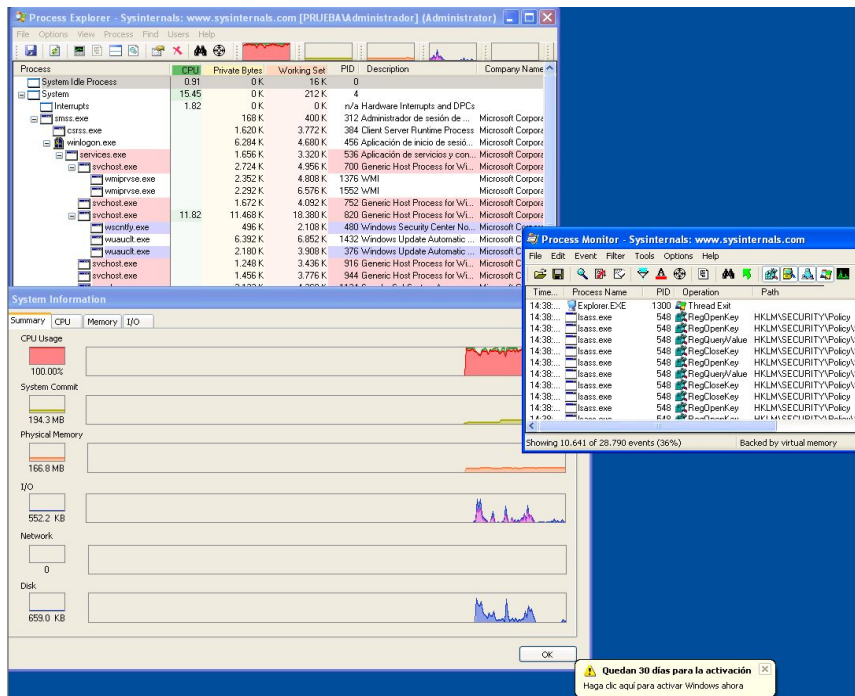 Process Explorer - Sysinternals: www.sysinternals.com [PRUEBA\Administrador] (Administrator)
File Options View Process Find Users Help
Process CPU Private Bytes Working Set PID Description Company Name
System Idle Process 0.91 0 K 16 K 0
System 15.45 0 K 212 K 4
Interrupts 1.82 0 K 0 K n/a Hardware Interrupts and DPCs
smss.exe 168 K 400 K 312 Administrador de sesión de ... Microsoft Corpora
csrss.exe 1.620 K 3.772 K 384 Client Server Runtime Process Microsoft Corpora
winlogon.exe 6.284 K 4.680 K 456 Aplicación de inicio de sesió... Microsoft Corpora
services.exe 1.656 K 3.320 K 536 Aplicación de servicios y con... Microsoft Corpora
svchost.exe 2.724 K 4.956 K 700 Generic Host Process for Wi... Microsoft Corpora
wmiprvse.exe 2.352 K 4.808 K 1376 WMI Microsoft Corpora
wmiprvse.exe 2.292 K 6.576 K 1552 WMI Microsoft Corpora
svchost.exe 1.672 K 4.092 K 752 Generic Host Process for Wi... Microsoft Corpora
svchost.exe 11.82 11.468 K 18.380 K 820 Generic Host Process for Wi... Microsoft Corpora
wscntfy.exe 496 K 2.108 K 480 Windows Security Center No... Microsoft Corpora
wuauclt.exe 6.392 K 6.852 K 1432 Windows Update Automatic ... Microsoft C
wuauclt.exe 2.180 K 3.908 K 376 Windows Update Automatic ... Microsoft C
svchost.exe 1.248 K 3.436 K 916 Generic Host Process for Wi... Microsoft C
svchost.exe 1.456 K 3.776 K 944 Generic Host Process for Wi... Microsoft C
Process Monitor - Sysinternals: www.sysinternals.com
File Edit Event Filter Tools Options Help
Time... Process Name PID Operation Path
14:38:... Explorer.EXE 1300 Thread Exit
14:38:... lsass.exe 548 RegOpenKey HKLM\SECURITY\Policy
14:38:... lsass.exe 548 RegOpenKey HKLM\SECURITY\Policy\
14:38:... lsass.exe 548 RegQueryValue HKLM\SECURITY\Policy\
14:38:... lsass.exe 548 RegCloseKey HKLM\SECURITY\Policy\
14:38:... lsass.exe 548 RegOpenKey HKLM\SECURITY\Policy\
14:38:... lsass.exe 548 RegQueryValue HKLM\SECURITY\Policy\
14:38:... lsass.exe 548 RegCloseKey HKLM\SECURITY\Policy\
14:38:... lsass.exe 548 RegCloseKey HKLM\SECURITY\Policy
14:38:... lsass.exe 548 RegOpenKey HKLM\SECURITY\Policy
Showing 10.641 of 28.790 events (36%) Backed by virtual memory
System Information
Summary CPU Memory I/O
CPU Usage
100.00%
System Commit
194.3 MB
Physical Memory
166.8 MB
I/O
552.2 KB
Network
0
Disk
659.0 KB
OK
Quedan 30 días para la activación
Haga clic aquí para activar Windows ahora